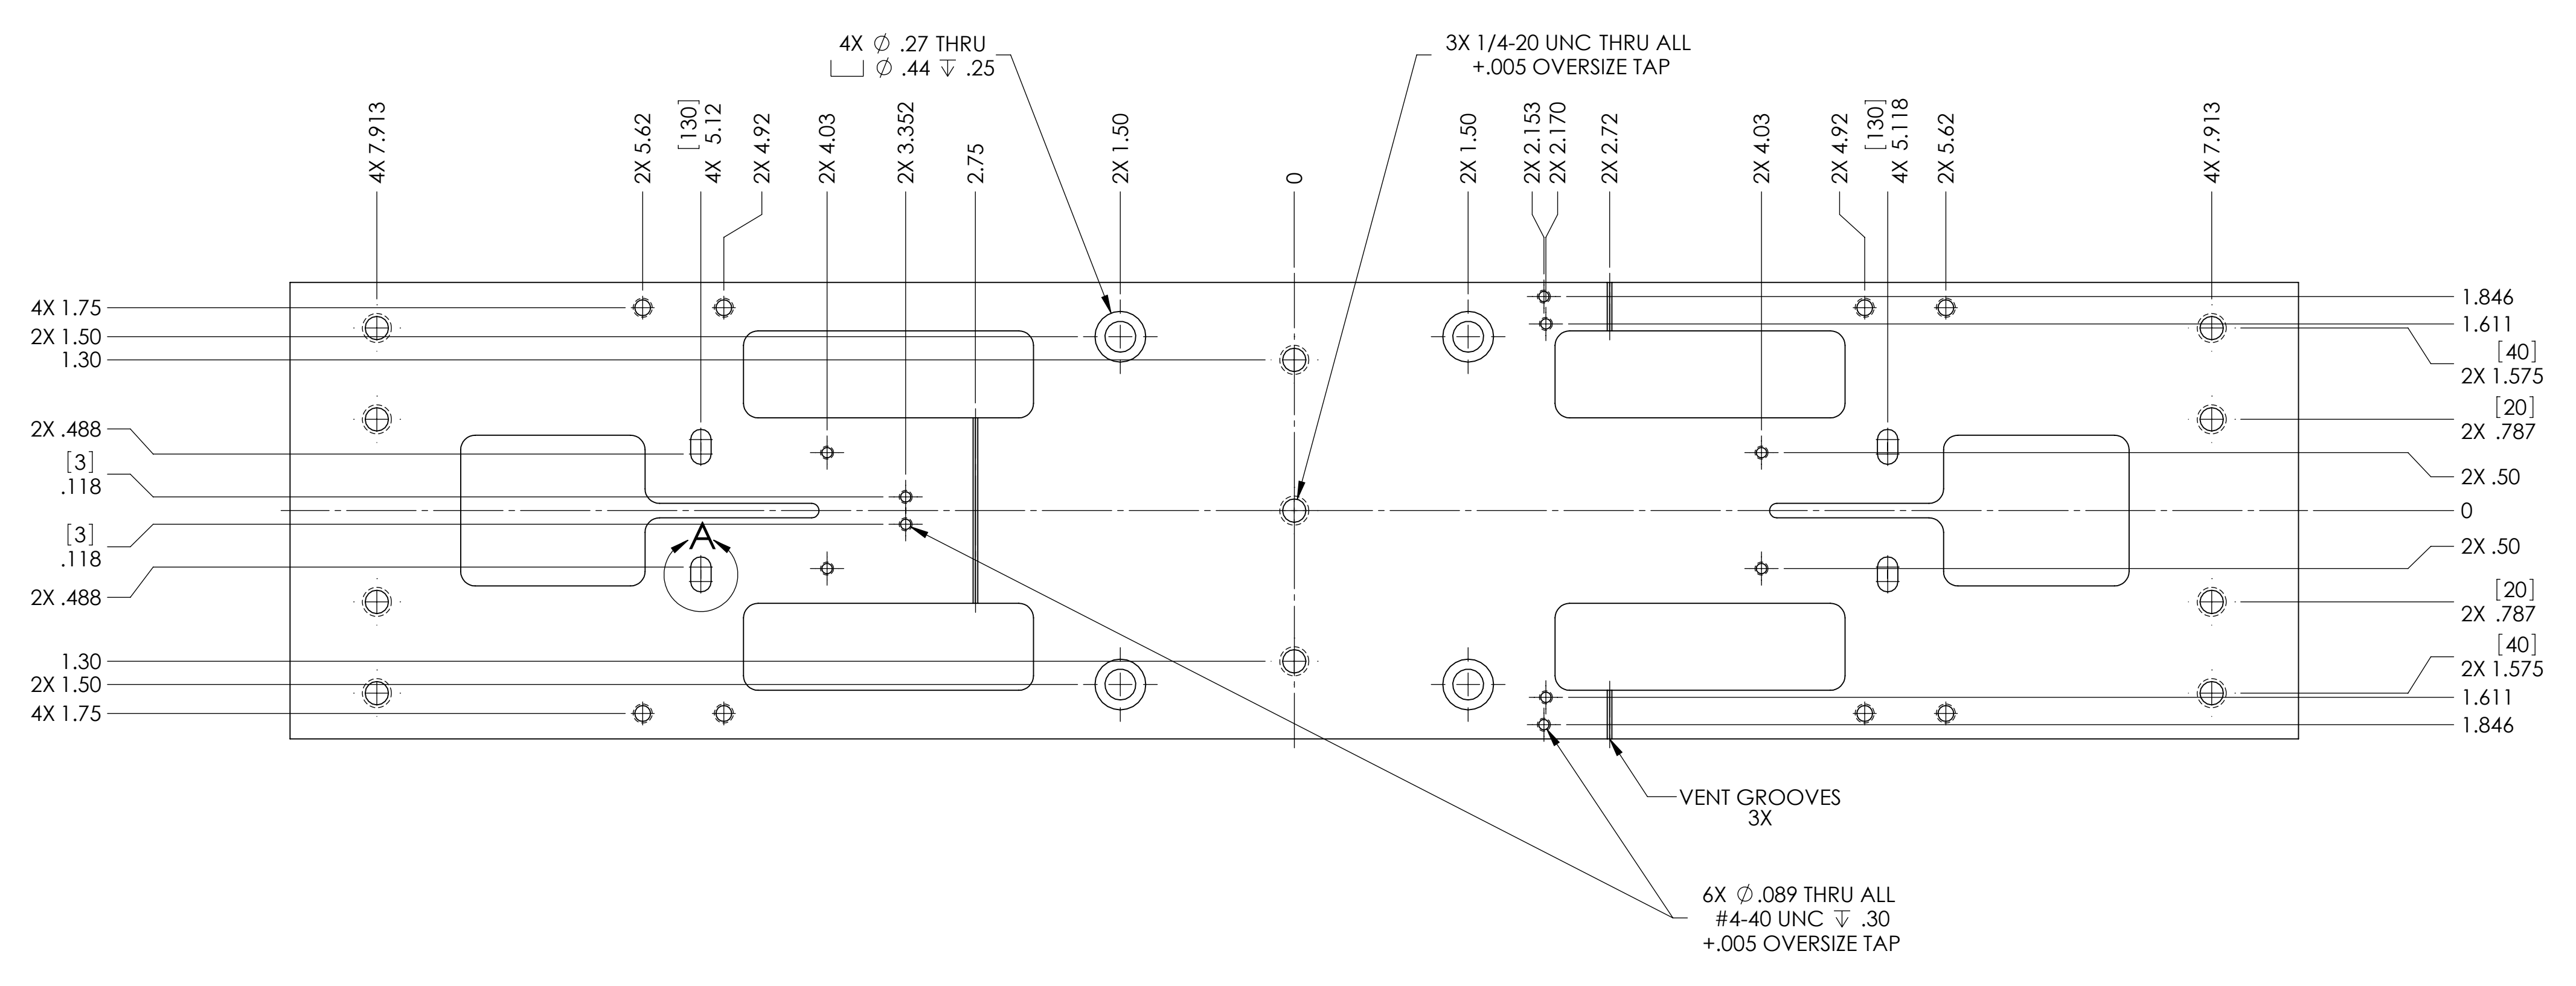 4X ⌀ .27 THRU
⌴ ⌀ .44 ↧ .25
3X 1/4-20 UNC THRU ALL
+.005 OVERSIZE TAP
4X 7.913
2X 5.62
[130]
4X 5.12
2X 4.92
2X 4.03
2X 3.352
2.75
2X 1.50
0
2X 1.50
2X 2.153
2X 2.170
2X 2.72
2X 4.03
2X 4.92
[130]
4X 5.118
2X 5.62
4X 7.913
4X 1.75
2X 1.50
1.30
2X .488
[3]
.118
[3]
.118
2X .488
1.30
2X 1.50
4X 1.75
A
1.846
1.611
[40]
2X 1.575
[20]
2X .787
2X .50
0
2X .50
[20]
2X .787
[40]
2X 1.575
1.611
1.846
VENT GROOVES
3X
6X ⌀.089 THRU ALL
#4-40 UNC ↧ .30
+.005 OVERSIZE TAP